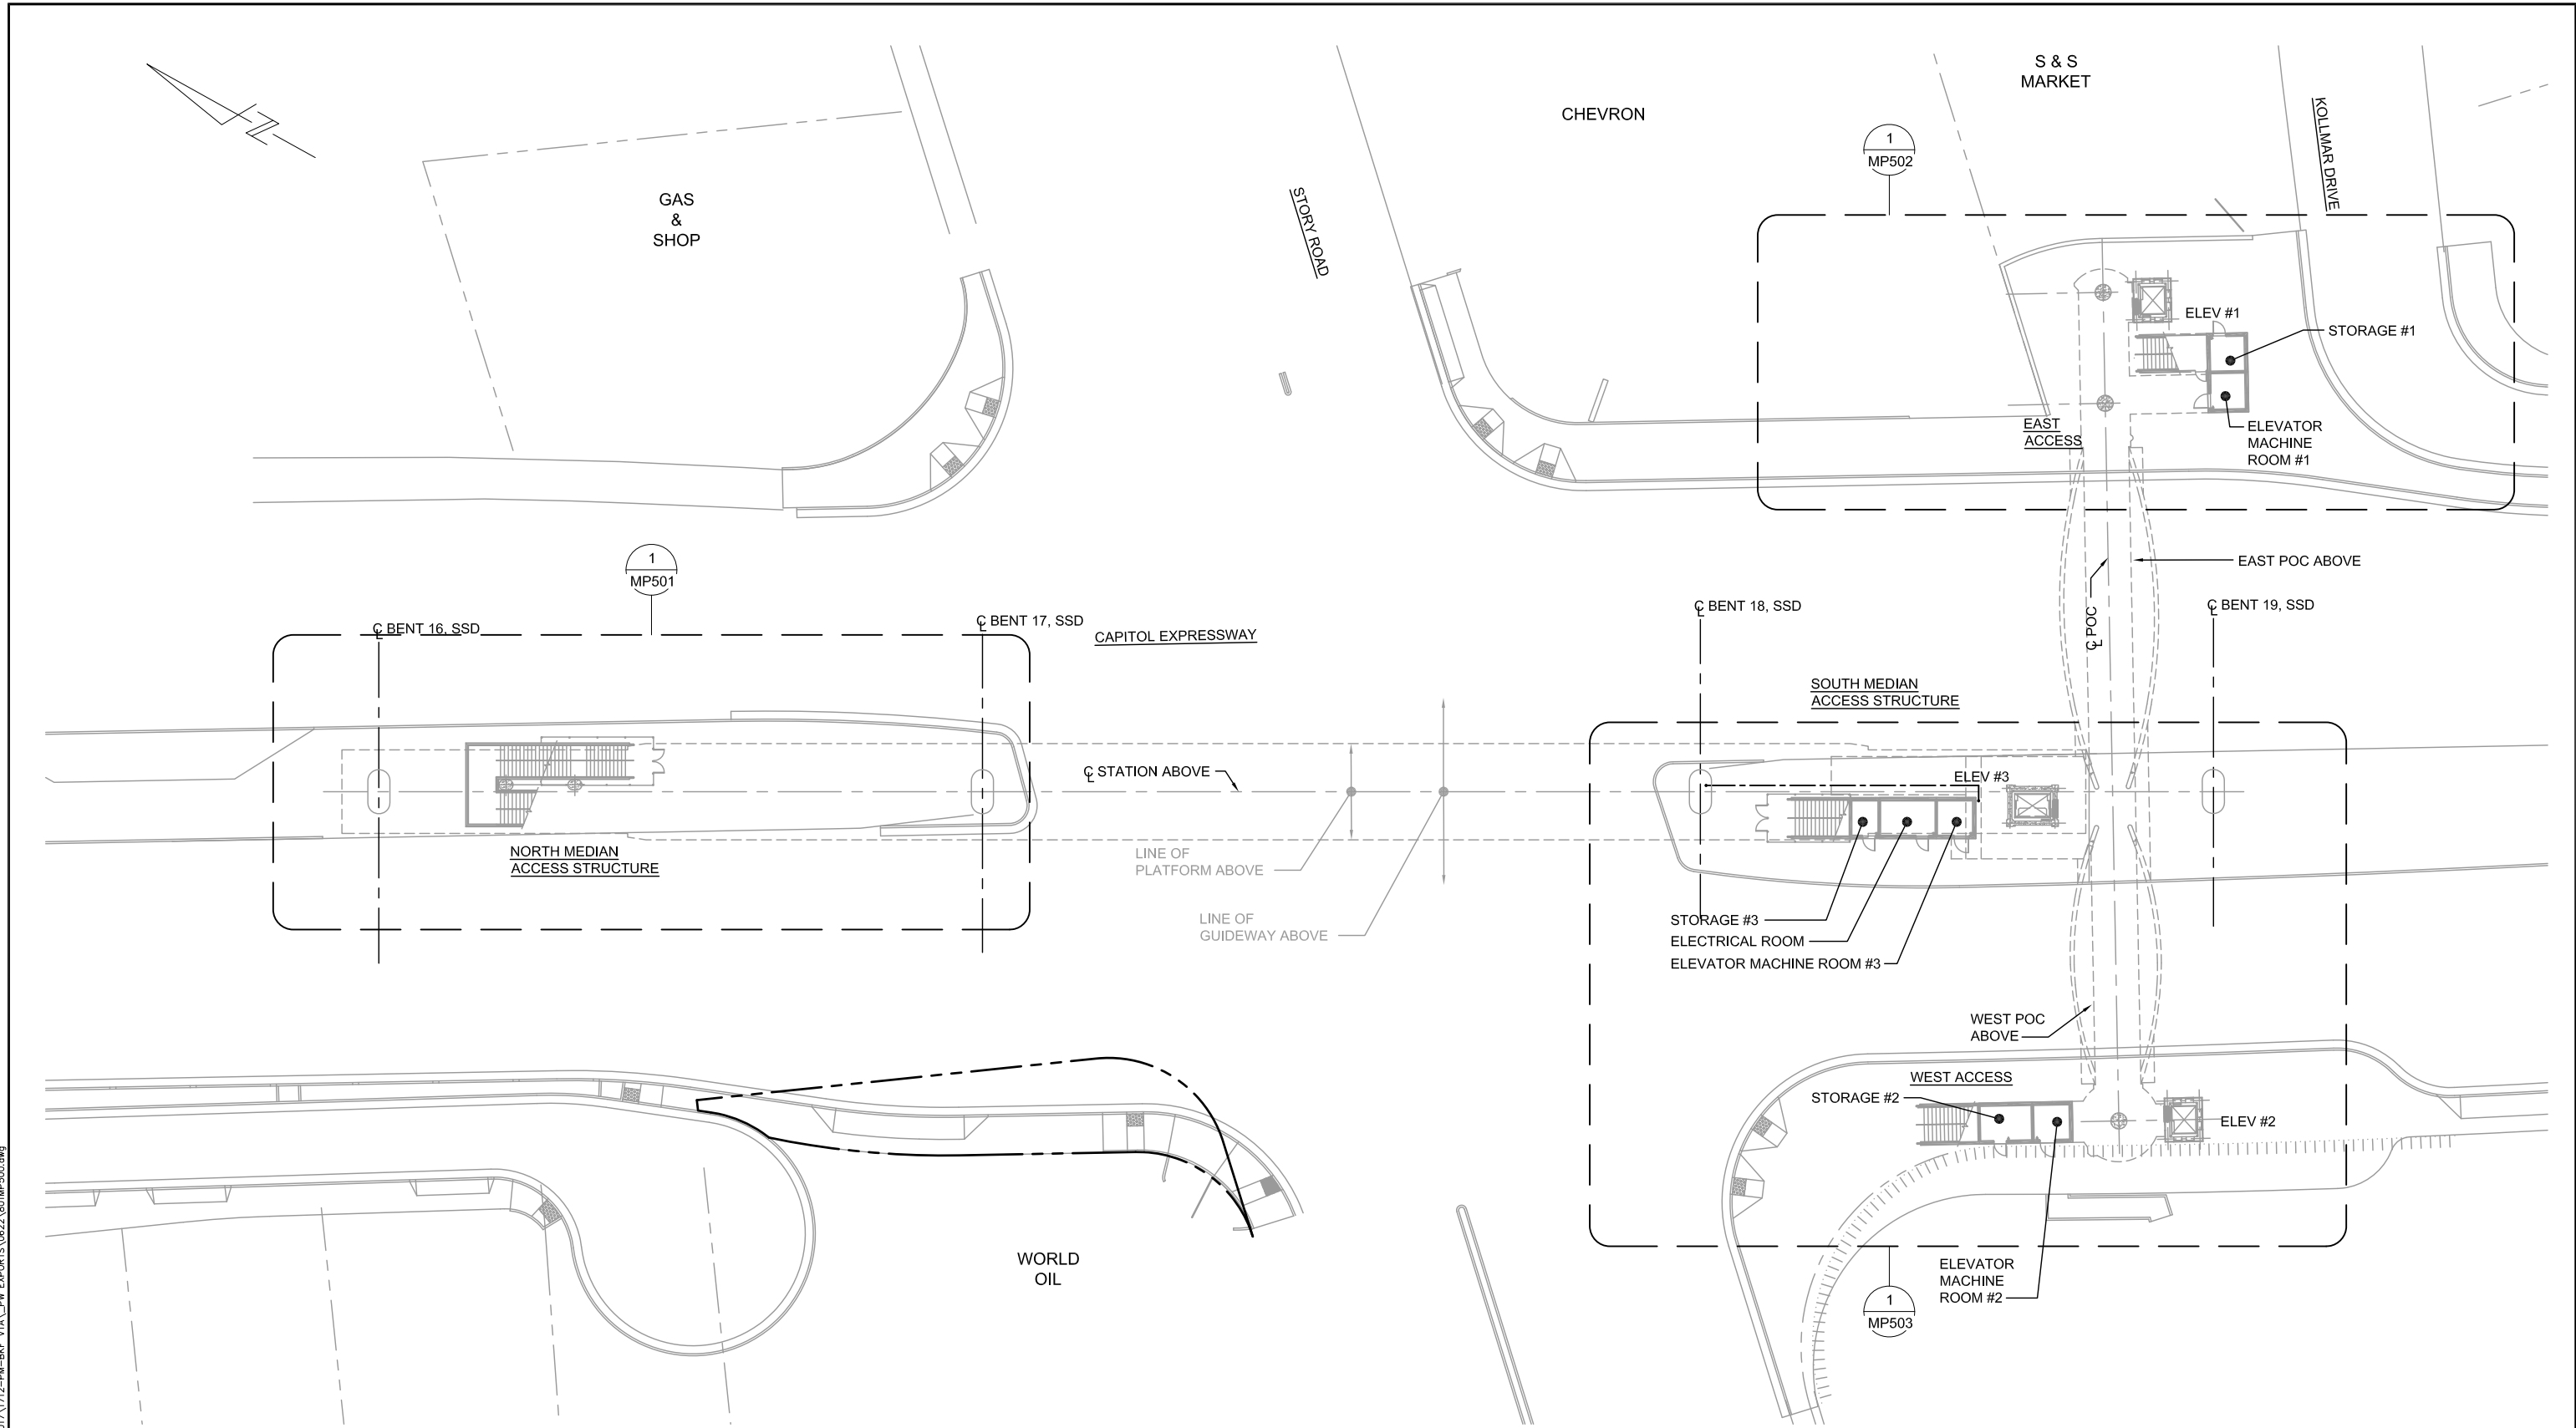 S & S
MARKET
CHEVRON
KOLLMAR DRIVE
1
MP502
GAS
&
SHOP
STORY ROAD
ELEV #1
STORAGE #1
EAST
ACCESS
ELEVATOR
MACHINE
ROOM #1
1
MP501
EAST POC ABOVE
℄ POC
℄ BENT 16, SSD
℄ BENT 17, SSD
CAPITOL EXPRESSWAY
℄ BENT 18, SSD
℄ BENT 19, SSD
SOUTH MEDIAN
ACCESS STRUCTURE
℄ STATION ABOVE
ELEV #3
NORTH MEDIAN
ACCESS STRUCTURE
LINE OF
PLATFORM ABOVE
LINE OF
GUIDEWAY ABOVE
STORAGE #3
ELECTRICAL ROOM
ELEVATOR MACHINE ROOM #3
WEST POC
ABOVE
WEST ACCESS
STORAGE #2
ELEV #2
WORLD
OIL
ELEVATOR
MACHINE
ROOM #2
1
MP503